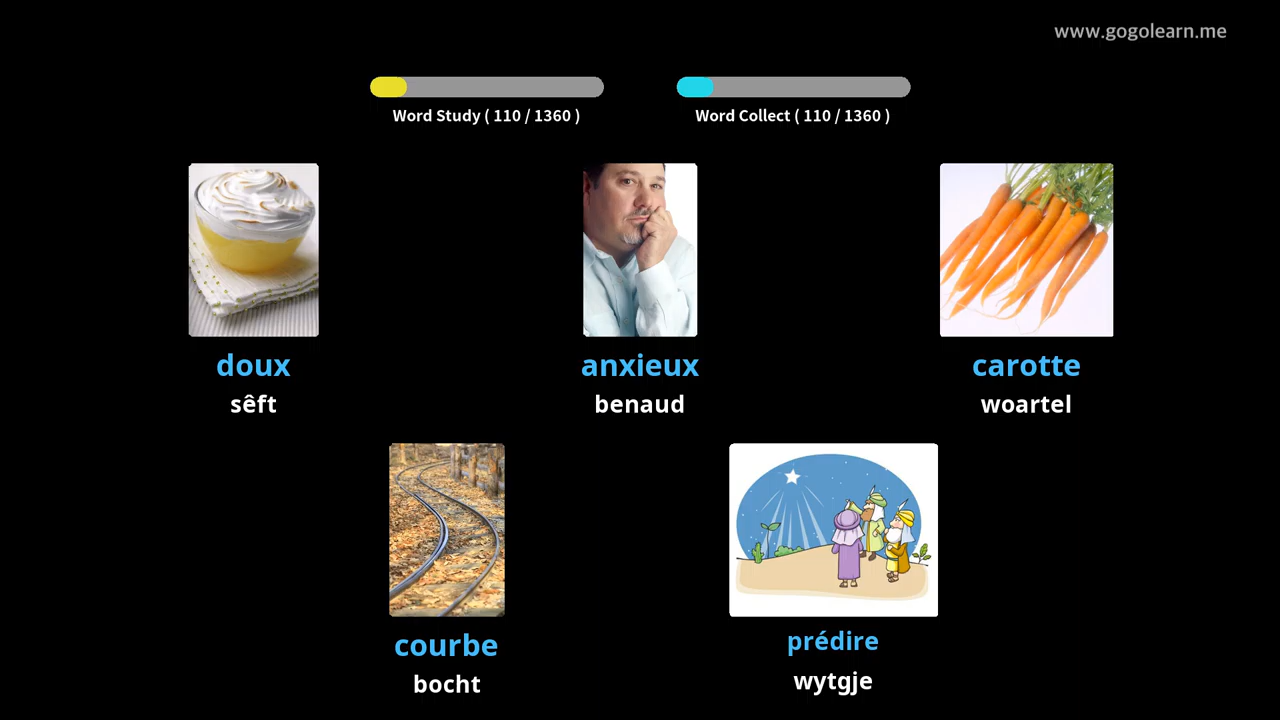 www.gogolearn.me
Word Study ( 110 / 1360 )
Word Collect ( 110 / 1360 )
doux
sêft
anxieux
benaud
carotte
woartel
courbe
bocht
prédire
wytgje